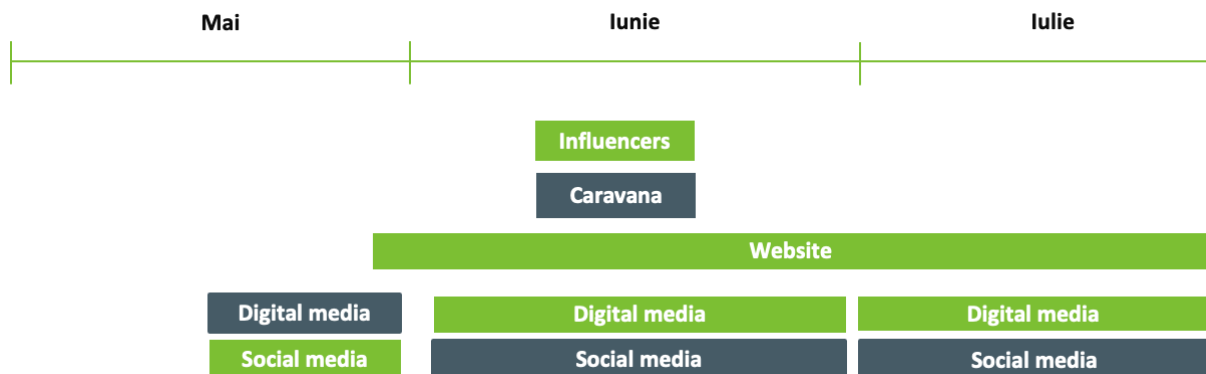 Mai Iunie Iulie
Influencers
Caravana
Website
Digital media Digital media Digital media
Social media Social media Social media